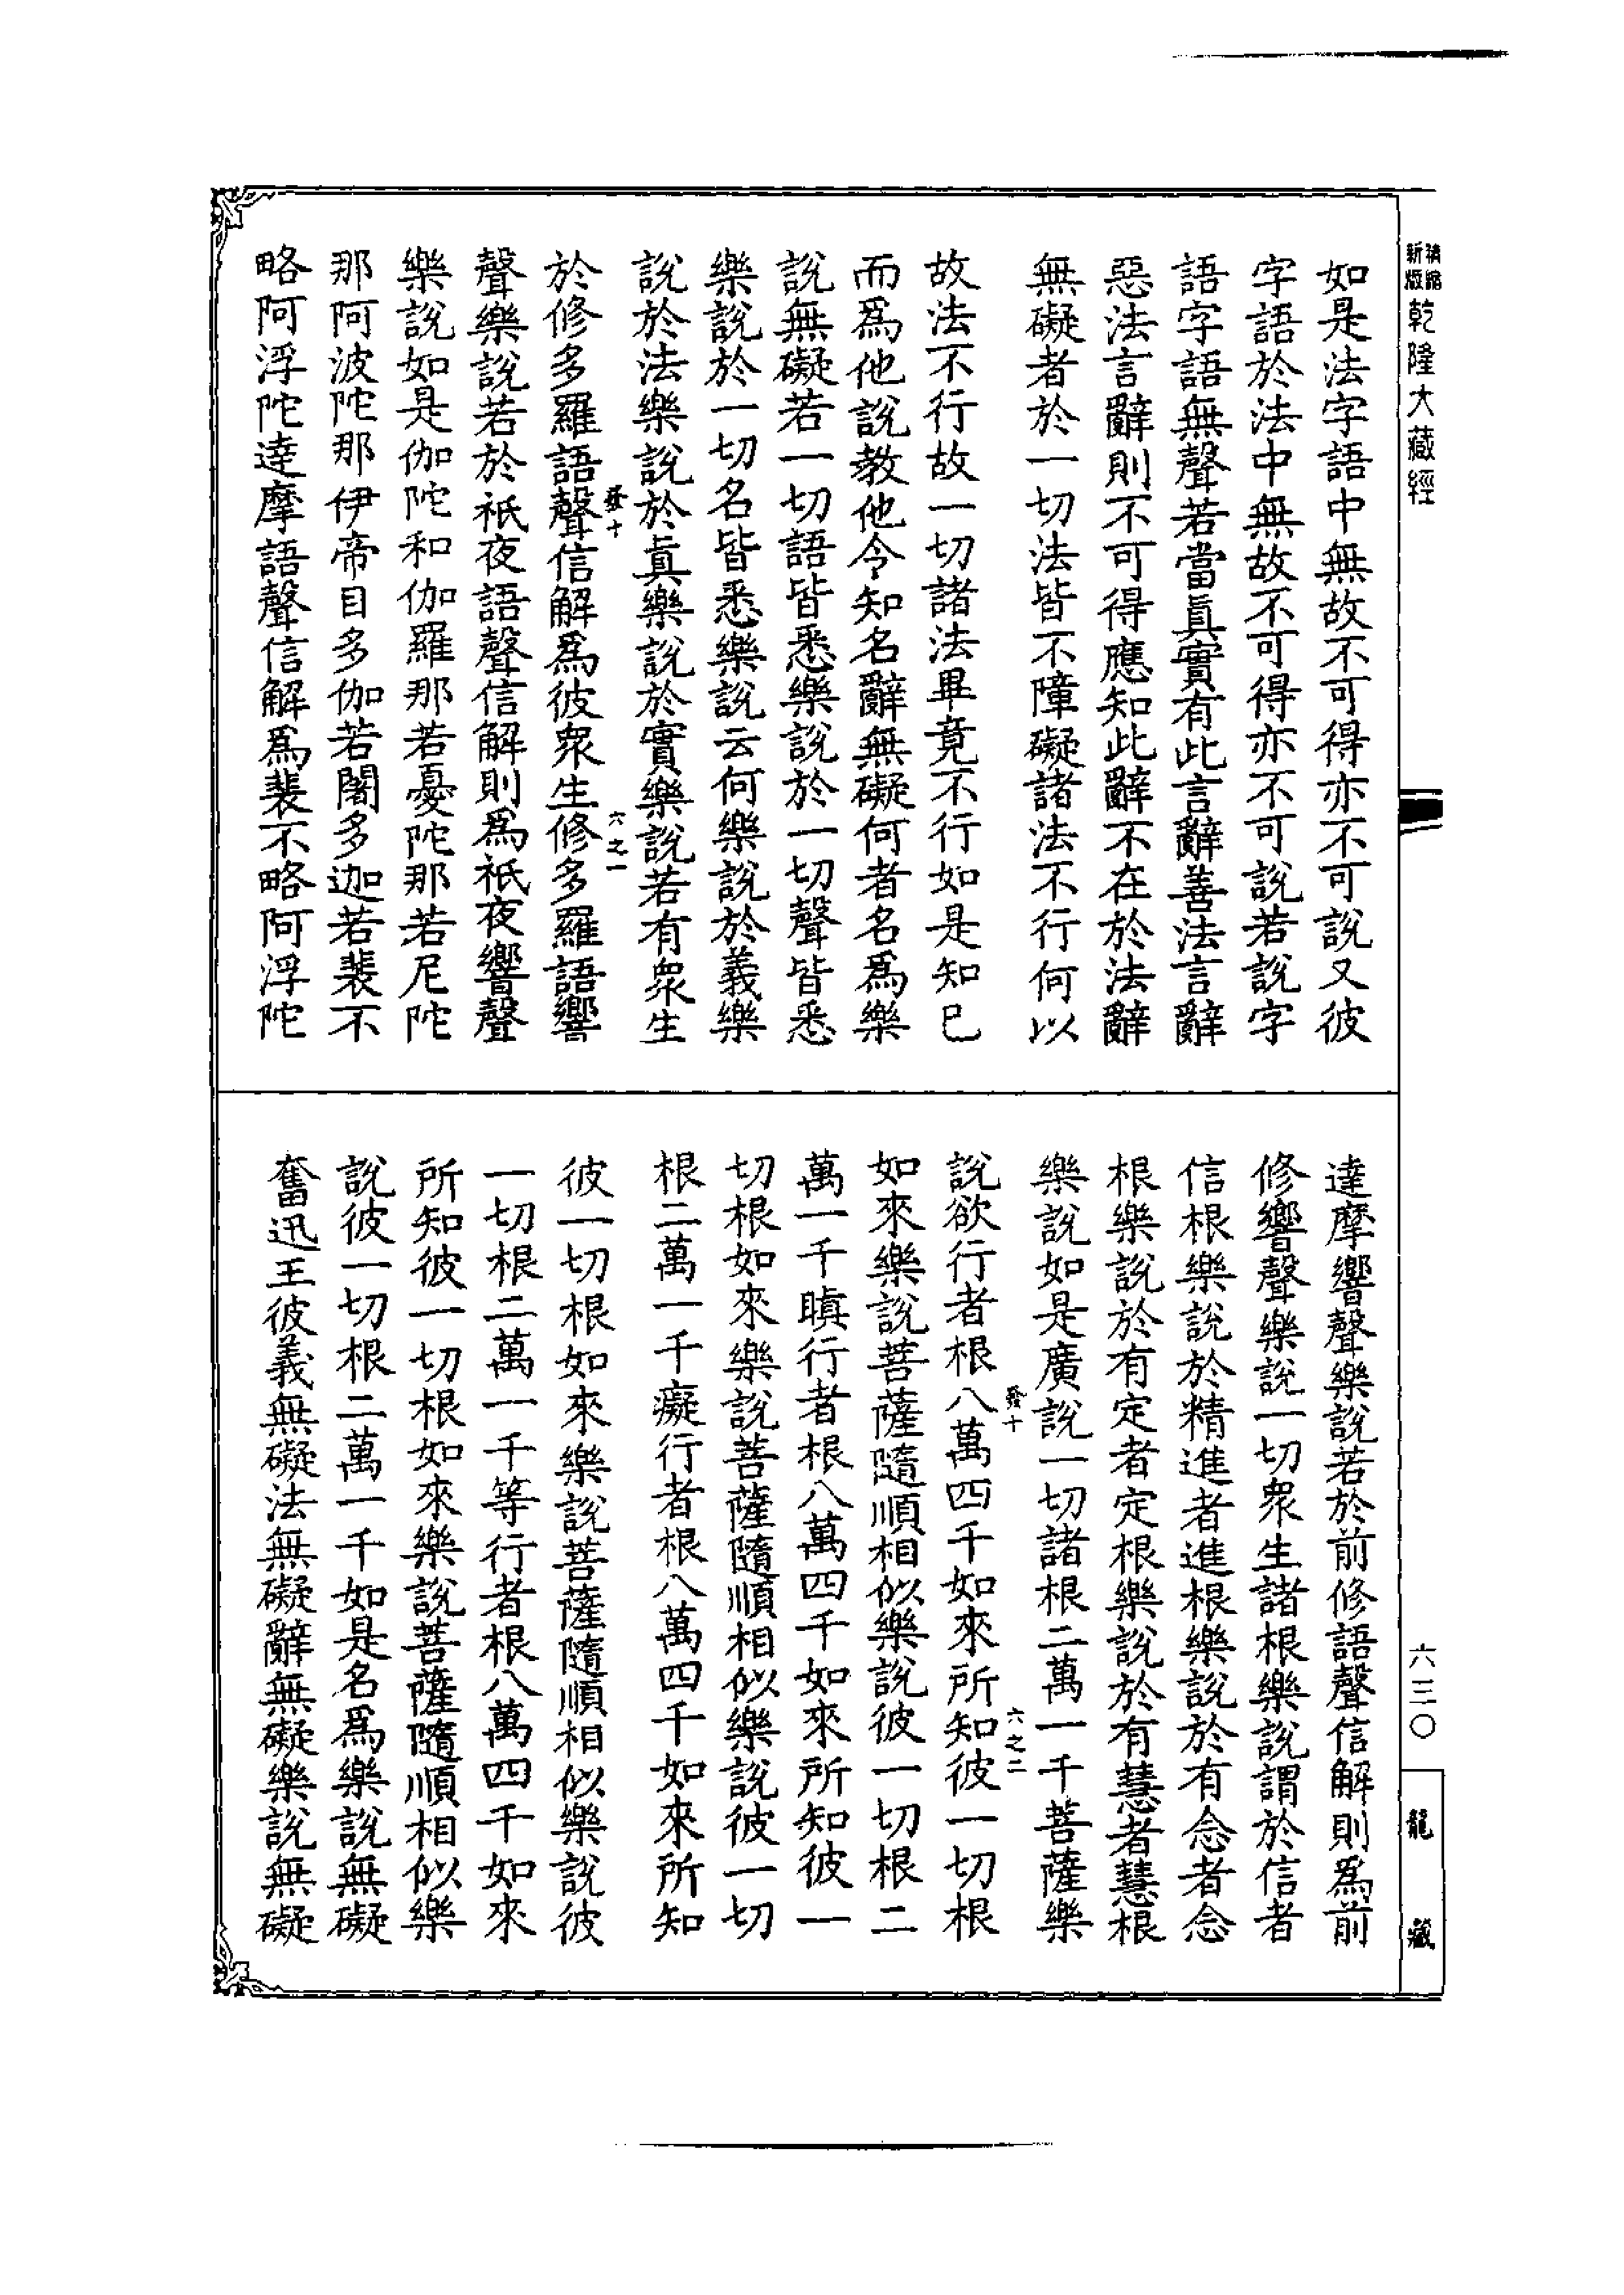 新版精縮乾隆大藏經
如是法字語中無故不可得亦不可說又彼
字語於法中無故不可得亦不可說若說字
語字語無聲若當眞實有此言辭善法言辭
惡法言辭則不可得應知此辭不在於法辭
無礙者於一切法皆不障礙諸法不行何以
故法不行故一切諸法畢竟不行如是知已
而爲他說教他令知名辭無礙何者名爲樂
說無礙若一切語皆悉樂說於一切聲皆悉
樂說於一切名皆悉樂說云何樂說於義樂
說於法樂說於眞樂說於實樂說若有衆生
發十
六之一
於修多羅語聲信解爲彼衆生修多羅語響
聲樂說若於祇夜語聲信解則爲祇夜響聲
樂說如是伽陀和伽羅那若憂陀那若尼陀
那阿波陀那伊帝目多伽若闍多迦若裴不
略阿浮陀達摩語聲信解爲裴不略阿浮陀
達摩響聲樂說若於前修語聲信解則爲前
修響聲樂說一切衆生諸根樂說謂於信者
信根樂說於精進者進根樂說於有念者念
根樂說於有定者定根樂說於有慧者慧根
樂說如是廣說一切諸根二萬一千菩薩樂
發十
六之二
說欲行者根八萬四千如來所知彼一切根
如來樂說菩薩隨順相似樂說彼一切根二
萬一千瞋行者根八萬四千如來所知彼一
切根如來樂說菩薩隨順相似樂說彼一切
根二萬一千癡行者根八萬四千如來所知
彼一切根如來樂說菩薩隨順相似樂說彼
一切根二萬一千等行者根八萬四千如來
所知彼一切根如來樂說菩薩隨順相似樂
說彼一切根二萬一千如是名爲樂說無礙
奮迅王彼義無礙法無礙辭無礙樂說無礙
六三〇
龍藏